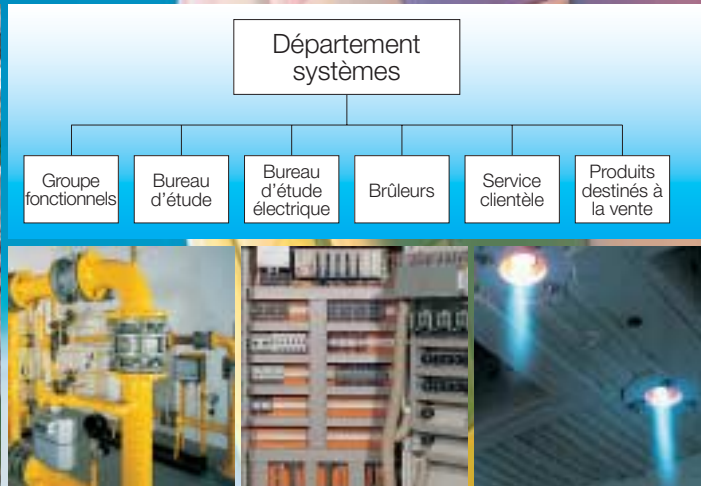 Département
systèmes
Groupe
fonctionnels
Bureau
d'étude
Bureau
d'étude
électrique
Brûleurs
Service
clientèle
Produits
destinés à
la vente